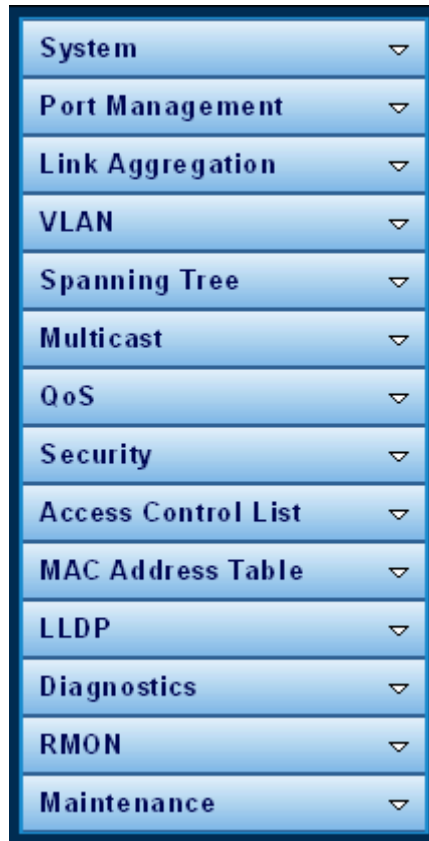 System
Port Management
Link Aggregation
VLAN
Spanning Tree
Multicast
QoS
Security
Access Control List
MAC Address Table
LLDP
Diagnostics
RMON
Maintenance